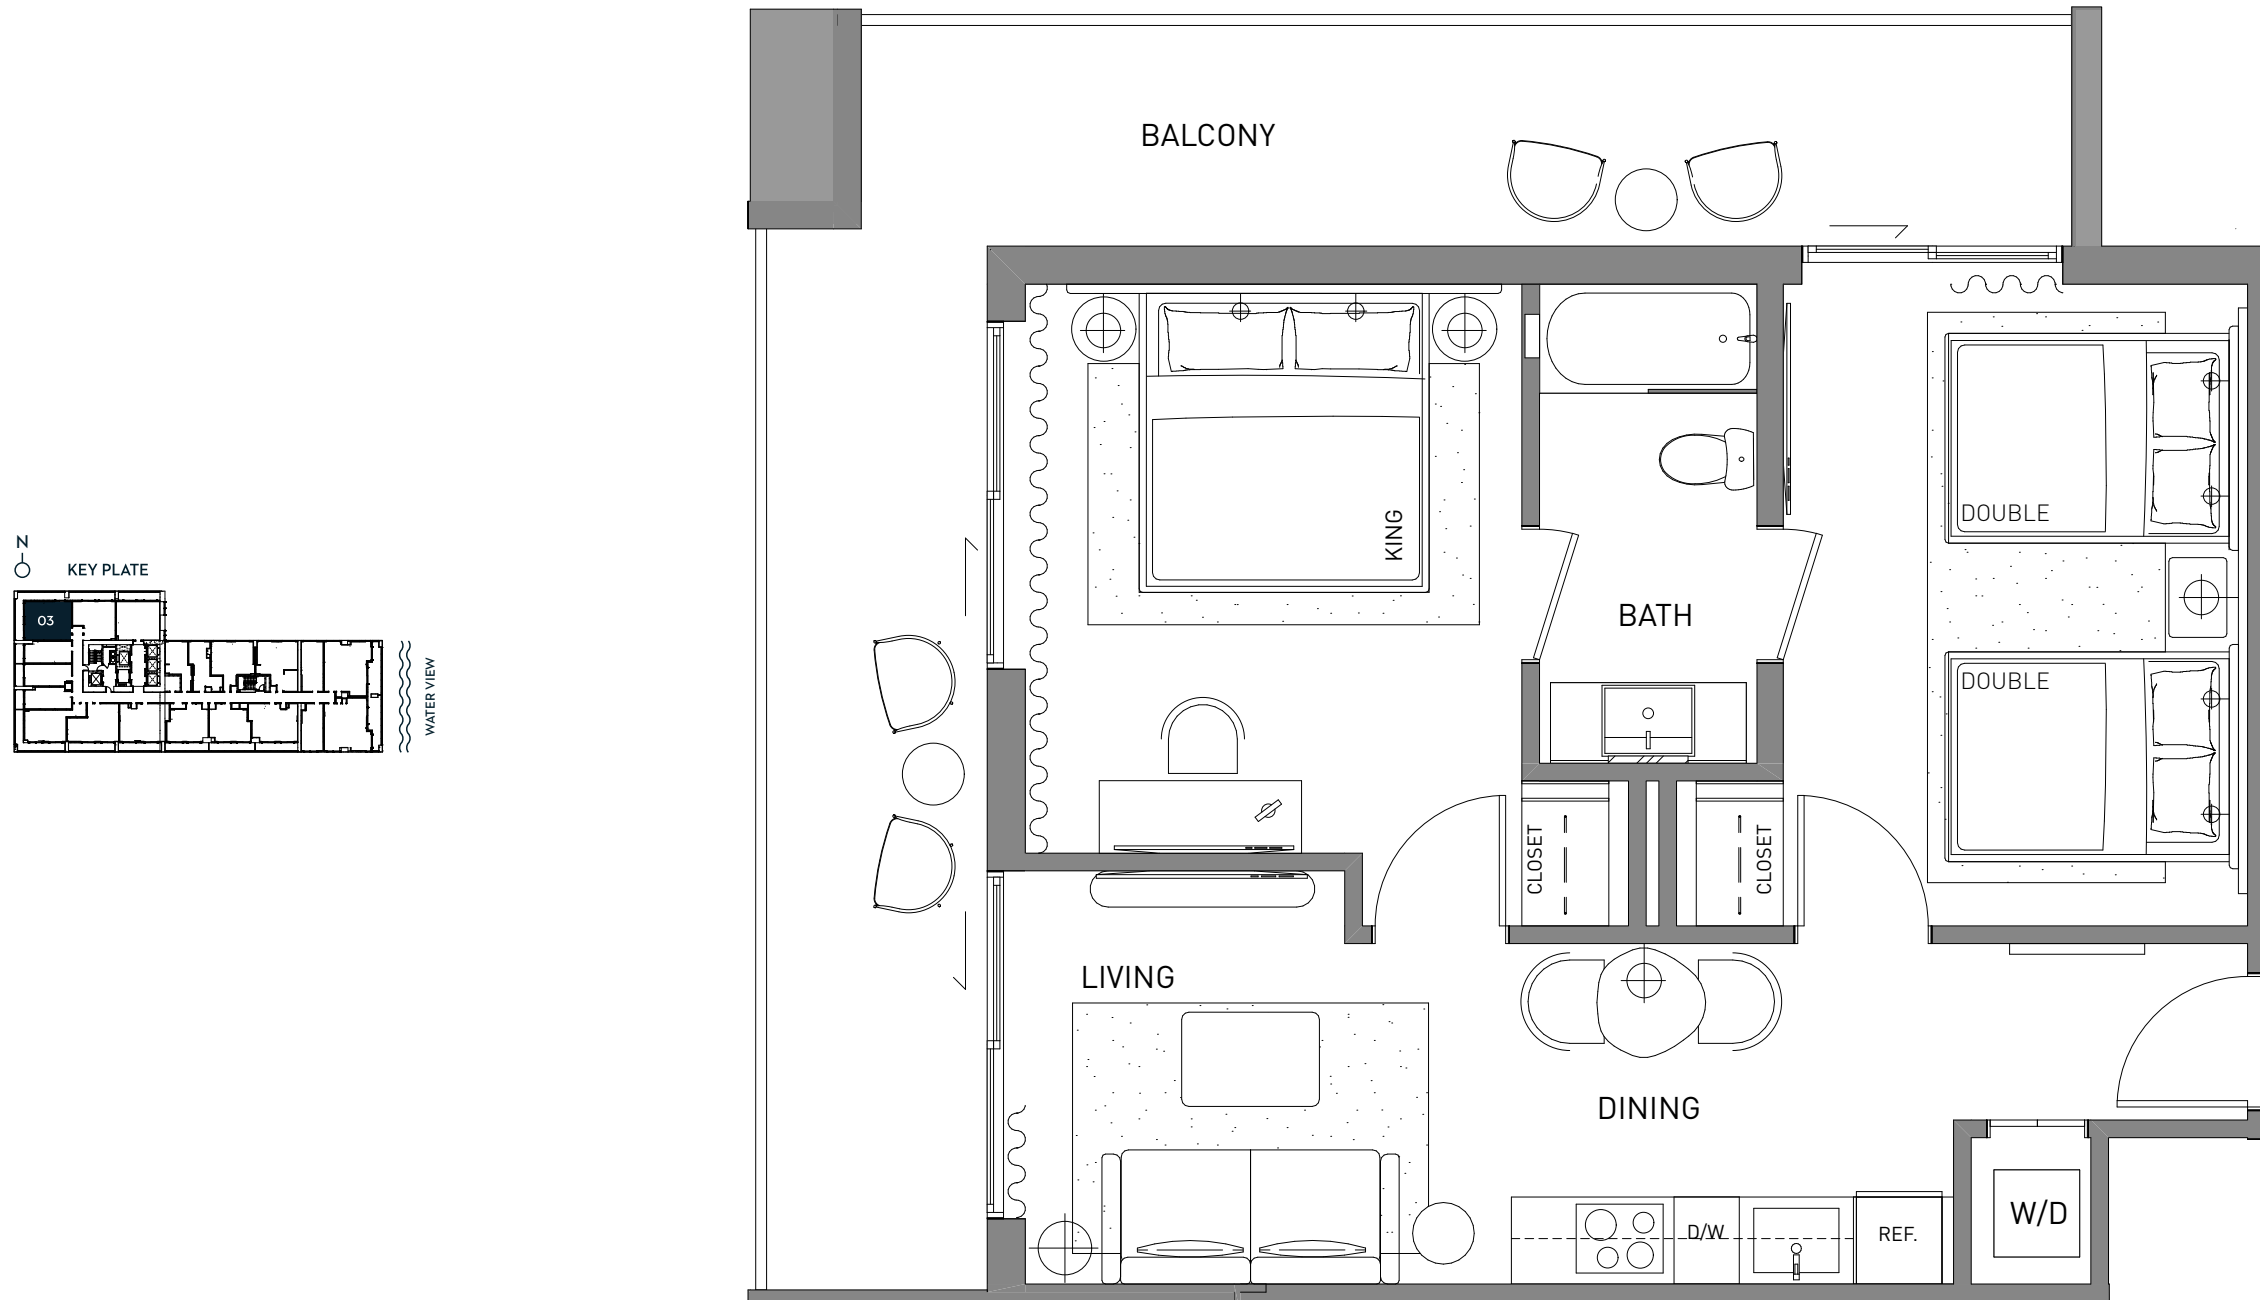 BALCONY
KING
DOUBLE
N
KEY PLATE
03
BATH
WATER VIEW
DOUBLE
CLOSET
CLOSET
LIVING
DINING
D/W
REF.
W/D